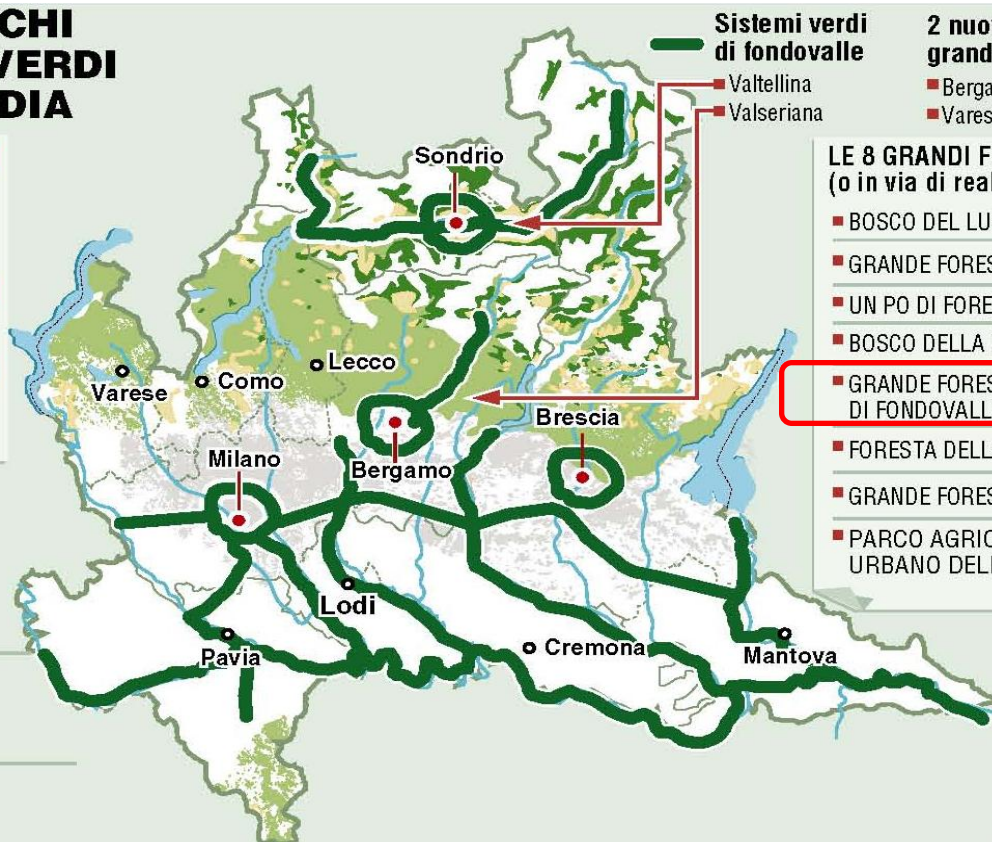 CHI
VERDI
DIA
Sistemi verdi
di fondovalle
Valtellina
Valseriana
2 nuo
grand
Berga
Vares
LE 8 GRANDI F
(o in via di real
BOSCO DEL LU
GRANDE FORES
UN PO DI FORE
BOSCO DELLA
GRANDE FORES
DI FONDOVALL
FORESTA DELL
GRANDE FORES
PARCO AGRIC
URBANO DEL
Sondrio
Lecco
Varese
Como
Brescia
Milano
Bergamo
Lodi
Cremona
Pavia
Mantova